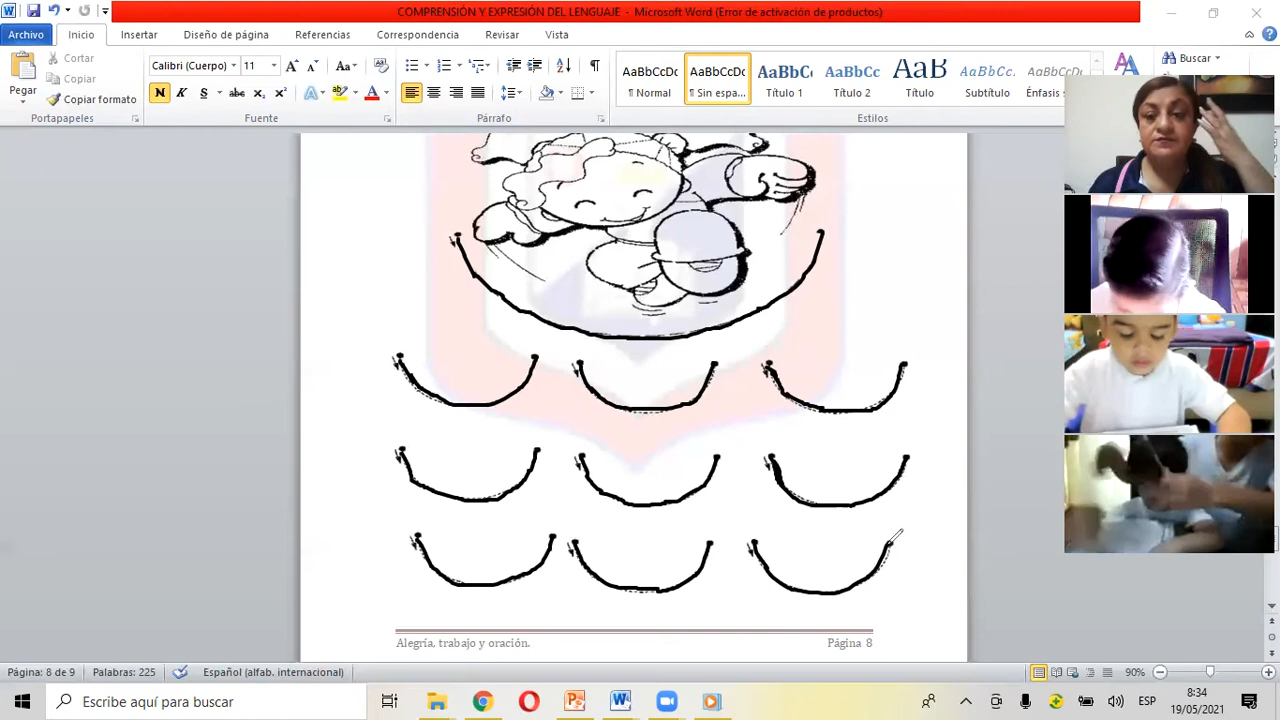 COMPRENSIÓN Y EXPRESIÓN DEL LENGUAJE - Microsoft Word (Error de activación de productos)
Archivo Inicio Insertar Diseño de página Referencias Correspondencia Revisar Vista
Cortar
Copiar
Pegar
Copiar formato
Portapapeles
Calibri (Cuerpo) 11
Fuente
Párrafo
AaBbCcDc AaBbCcDc AaBbC AaBbCc AaB AaBbCc AaBbCcDc
¶ Normal ¶ Sin espa... Título 1 Título 2 Título Subtítulo Énfasis
Estilos
Buscar
Alegría, trabajo y oración. Página 8
Página: 8 de 9 Palabras: 225 Español (alfab. internacional) 90%
Escribe aquí para buscar
ESP
8:34
19/05/2021